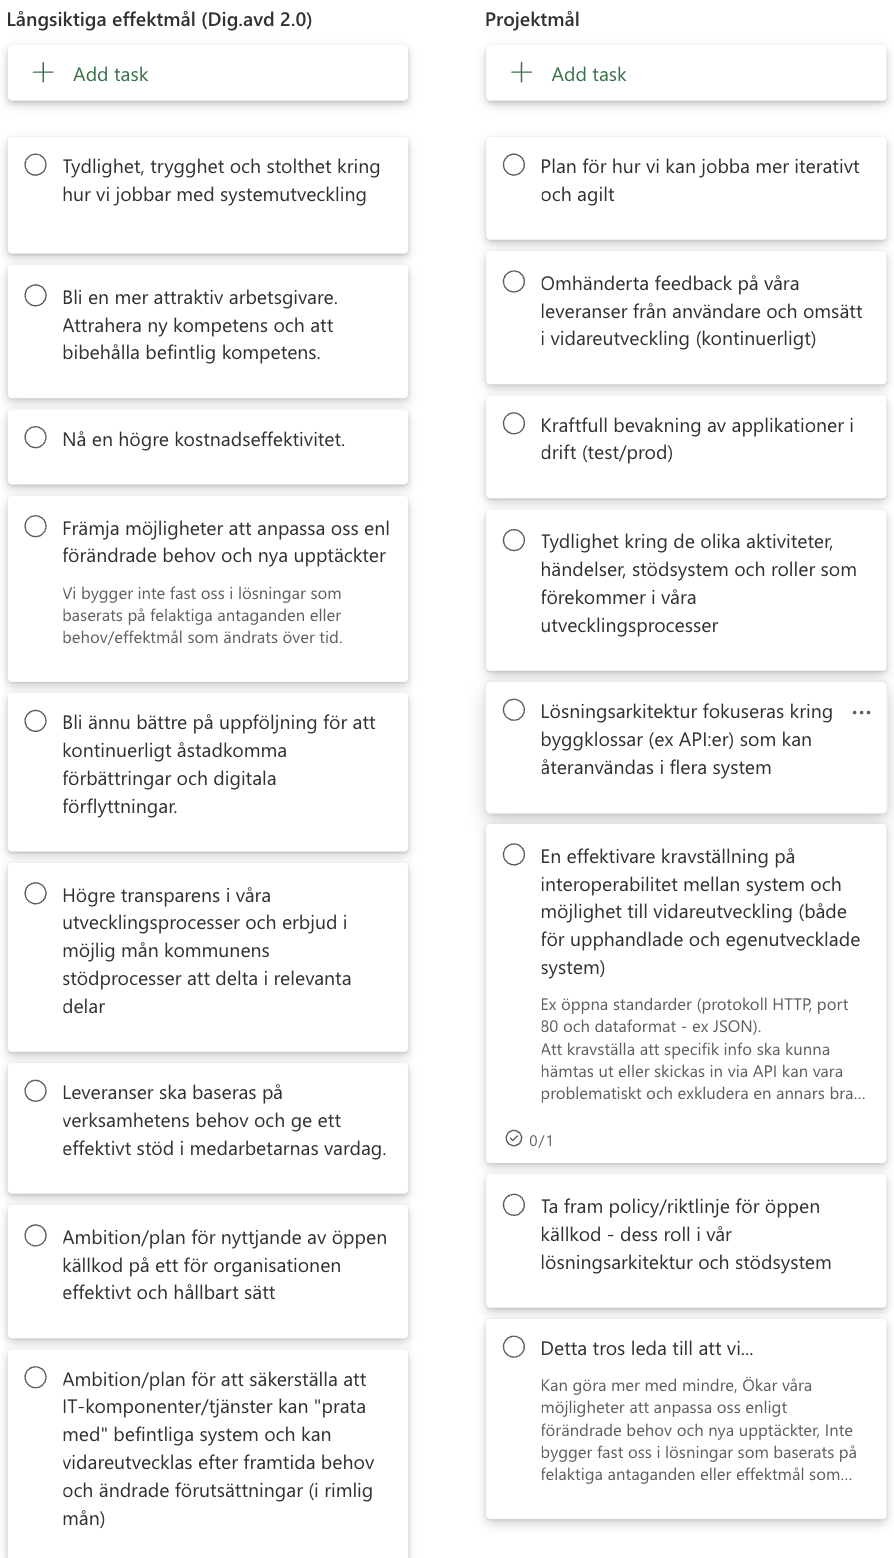 Långsiktiga effektmål (Dig.avd 2.0)
Add task
Tydlighet, trygghet och stolthet kring
hur vi jobbar med systemutveckling
Bli en mer attraktiv arbetsgivare.
Attrahera ny kompetens och att
bibehålla befintlig kompetens.
Nå en högre kostnadseffektivitet.
Främja möjligheter att anpassa oss enl
förändrade behov och nya upptäckter
Vi bygger inte fast oss i lösningar som
baserats på felaktiga antaganden eller
behov/effektmål som ändrats över tid.
Bli ännu bättre på uppföljning för att
kontinuerligt åstadkomma
förbättringar och digitala
förflyttningar.
Högre transparens i våra
utvecklingsprocesser och erbjud i
möjlig mån kommunens
stödprocesser att delta i relevanta
delar
Leveranser ska baseras på
verksamhetens behov och ge ett
effektivt stöd i medarbetarnas vardag.
Ambition/plan för nyttjande av öppen
källkod på ett för organisationen
effektivt och hållbart sätt
Ambition/plan för att säkerställa att
IT-komponenter/tjänster kan "prata
med" befintliga system och kan
vidareutvecklas efter framtida behov
och ändrade förutsättningar (i rimlig
mån)
Projektmål
Add task
Plan för hur vi kan jobba mer iterativt
och agilt
Omhänderta feedback på våra
leveranser från användare och omsätt
i vidareutveckling (kontinuerligt)
Kraftfull bevakning av applikationer i
drift (test/prod)
Tydlighet kring de olika aktiviteter,
händelser, stödsystem och roller som
förekommer i våra
utvecklingsprocesser
Lösningsarkitektur fokuseras kring
byggklossar (ex API:er) som kan
återanvändas i flera system
En effektivare kravställning på
interoperabilitet mellan system och
möjlighet till vidareutveckling (både
för upphandlade och egenutvecklade
system)
Ex öppna standarder (protokoll HTTP, port
80 och dataformat - ex JSON).
Att kravställa att specifik info ska kunna
hämtas ut eller skickas in via API kan vara
problematiskt och exkludera en annars bra...
0/1
Ta fram policy/riktlinje för öppen
källkod - dess roll i vår
lösningsarkitektur och stödsystem
Detta tros leda till att vi...
Kan göra mer med mindre, Ökar våra
möjligheter att anpassa oss enligt
förändrade behov och nya upptäckter, Inte
bygger fast oss i lösningar som baserats på
felaktiga antaganden eller effektmål som...